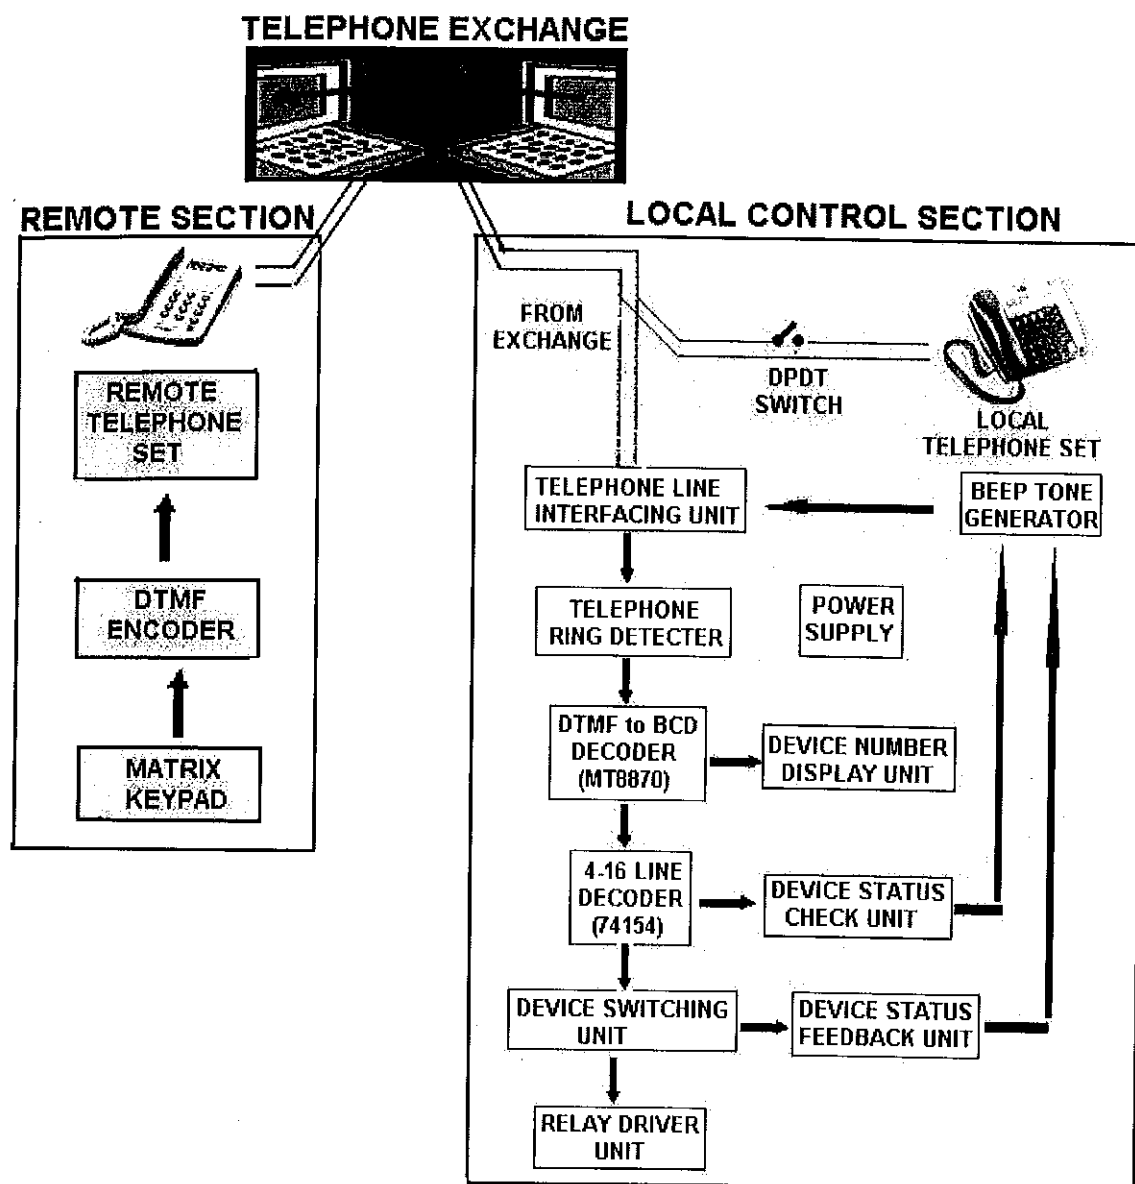 TELEPHONE EXCHANGE
REMOTE SECTION
REMOTE
TELEPHONE
SET
DTMF
ENCODER
MATRIX
KEYPAD
LOCAL CONTROL SECTION
FROM
EXCHANGE
DPDT
SWITCH
LOCAL
TELEPHONE SET
TELEPHONE LINE
INTERFACING UNIT
BEEP TONE
GENERATOR
TELEPHONE
RING DETECTER
POWER
SUPPLY
DTMF to BCD
DECODER
(MT8870)
DEVICE NUMBER
DISPLAY UNIT
4-16 LINE
DECODER
(74154)
DEVICE STATUS
CHECK UNIT
DEVICE SWITCHING
UNIT
DEVICE STATUS
FEEDBACK UNIT
RELAY DRIVER
UNIT